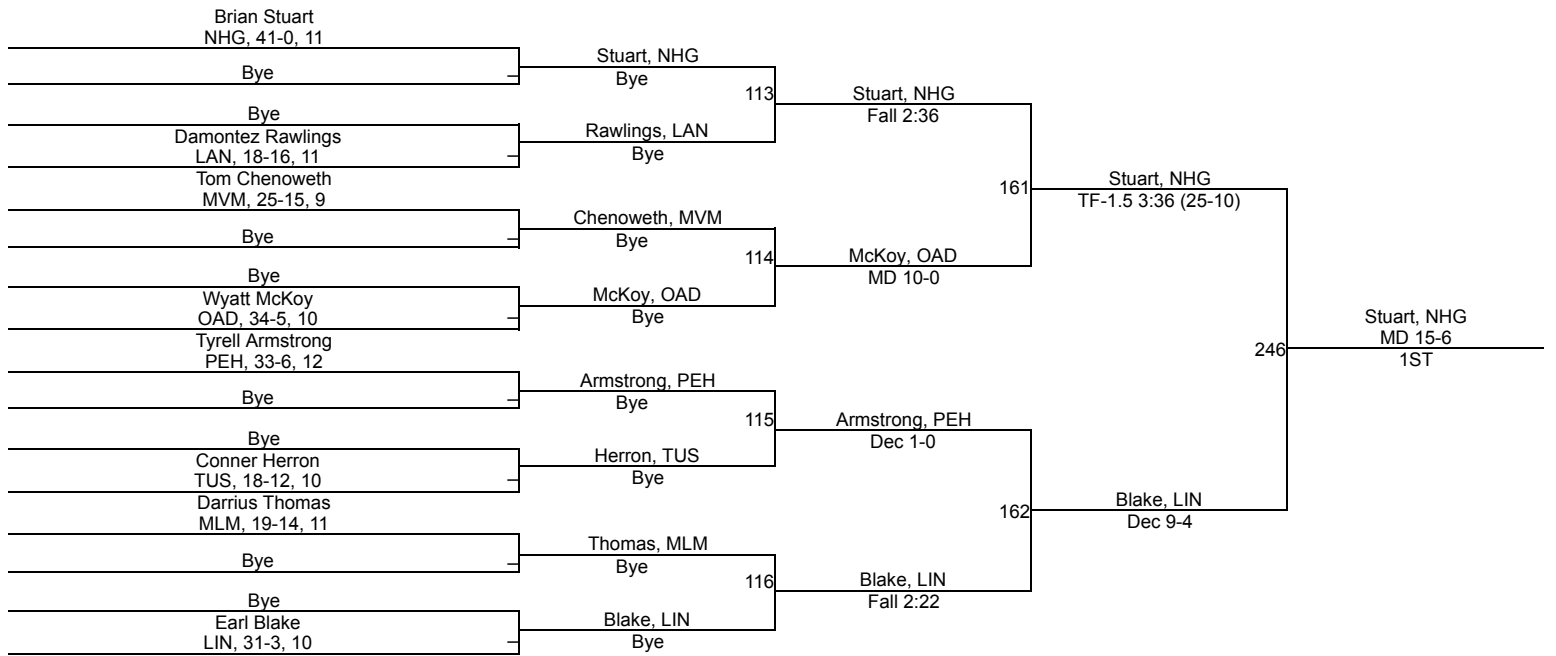 Brian Stuart
NHG, 41-0, 11
Bye
Bye
Damontez Rawlings
LAN, 18-16, 11
Tom Chenoweth
MVM, 25-15, 9
Bye
Bye
Wyatt McKoy
OAD, 34-5, 10
Tyrell Armstrong
PEH, 33-6, 12
Bye
Bye
Conner Herron
TUS, 18-12, 10
Darrius Thomas
MLM, 19-14, 11
Bye
Bye
Earl Blake
LIN, 31-3, 10
Stuart, NHG
Bye
113
Rawlings, LAN
Bye
Chenoweth, MVM
Bye
114
McKoy, OAD
Bye
Armstrong, PEH
Bye
115
Herron, TUS
Bye
Thomas, MLM
Bye
116
Blake, LIN
Bye
Stuart, NHG
Fall 2:36
161
McKoy, OAD
MD 10-0
Armstrong, PEH
Dec 1-0
162
Blake, LIN
Fall 2:22
Stuart, NHG
TF-1.5 3:36 (25-10)
246
Blake, LIN
Dec 9-4
Stuart, NHG
MD 15-6
1ST